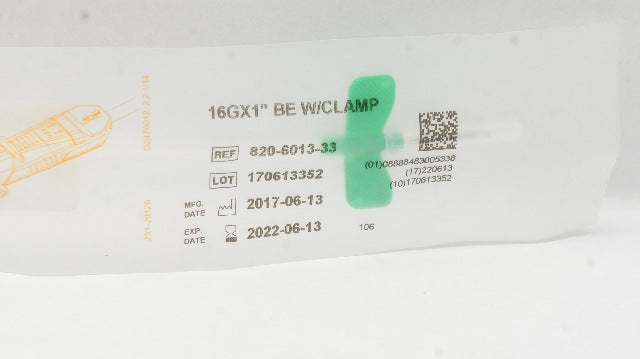 16GX1" BE W/CLAMP
REF 820-6013-33
LOT 170613352
MFG. DATE 2017-06-13
EXP. DATE 2022-06-13
(01)08888483005338
(17)220613
(10)170613352
106